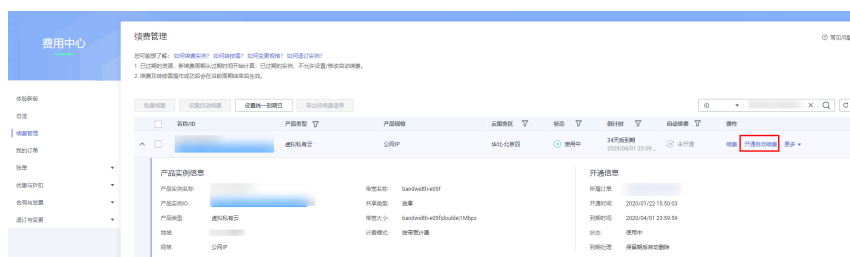 费用中心
续费管理
常见问题
您可能想了解: 如何续费实例? 如何转按需? 如何变更规格? 如何退订实例?
1. 已过期的资源, 新续费周期从过期时间开始计算; 已过期的实例, 不允许设置/修改自动续费。
2. 续费及转按需操作成功后会在当前周期结束后生效。
体验新版
总览
续费管理
我的订单
账单
优惠与折扣
合同与发票
退订与变更
批量续费 设置自动续费 设置统一到期日 导出待续费清单 ID
名称/ID 产品类型 产品规格 云服务区 状态 倒计时 自动续费 操作
虚拟私有云 公网IP 华北-北京四 使用中 34天后到期 未开通 续费 开通自动续费 更多
2020/04/01 23:59...
产品实例信息 开通信息
产品实例名称: 带宽名称: bandwidth-e05f 所属订单:
产品实例ID: 共享类型: 独享 开通时间: 2020/01/22 15:50:03
产品类型: 虚拟私有云 带宽大小: bandwidth-e05f|double|1Mbps 到期时间: 2020/04/01 23:59:59
地域: 计费模式: 按带宽计费 状态: 使用中
规格: 公网IP 到期处理: 保留期后自动删除